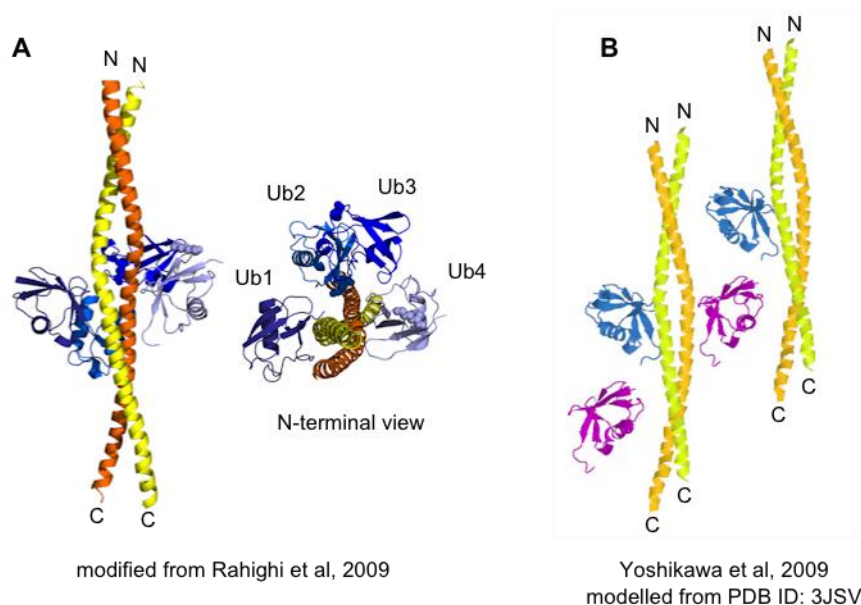 A
B
N N
N N
N N
Ub2 Ub3
Ub1 Ub4
N-terminal view
C C
C C
C C
modified from Rahighi et al, 2009
Yoshikawa et al, 2009
modelled from PDB ID: 3JSV